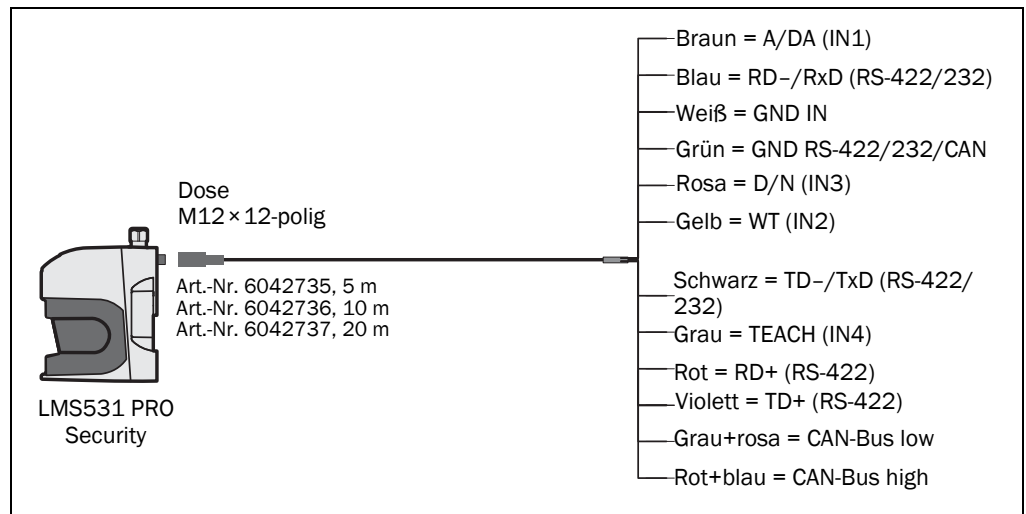 Braun = A/DA (IN1)
Blau = RD–/RxD (RS-422/232)
Weiß = GND IN
Grün = GND RS-422/232/CAN
Rosa = D/N (IN3)
Gelb = WT (IN2)
Schwarz = TD–/TxD (RS-422/
232)
Grau = TEACH (IN4)
Rot = RD+ (RS-422)
Violett = TD+ (RS-422)
Grau+rosa = CAN-Bus low
Rot+blau = CAN-Bus high
Dose
M12 × 12-polig
Art.-Nr. 6042735, 5 m
Art.-Nr. 6042736, 10 m
Art.-Nr. 6042737, 20 m
LMS531 PRO
Security